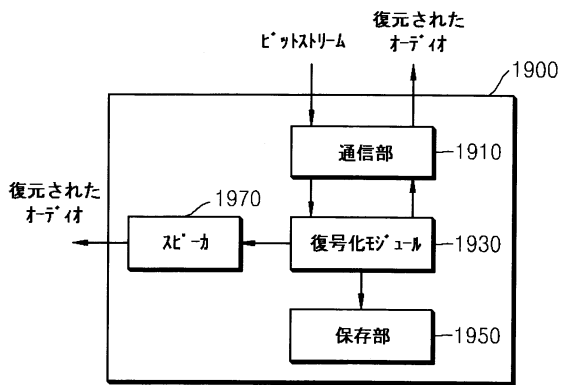 ﾋﾞｯﾄｽﾄﾘｰﾑ
復元された
ｵｰﾃﾞｨｵ
1900
通信部
1910
復元された
ｵｰﾃﾞｨｵ
1970
ｽﾋﾟｰｶ
復号化ﾓｼﾞｭｰﾙ
1930
保存部
1950